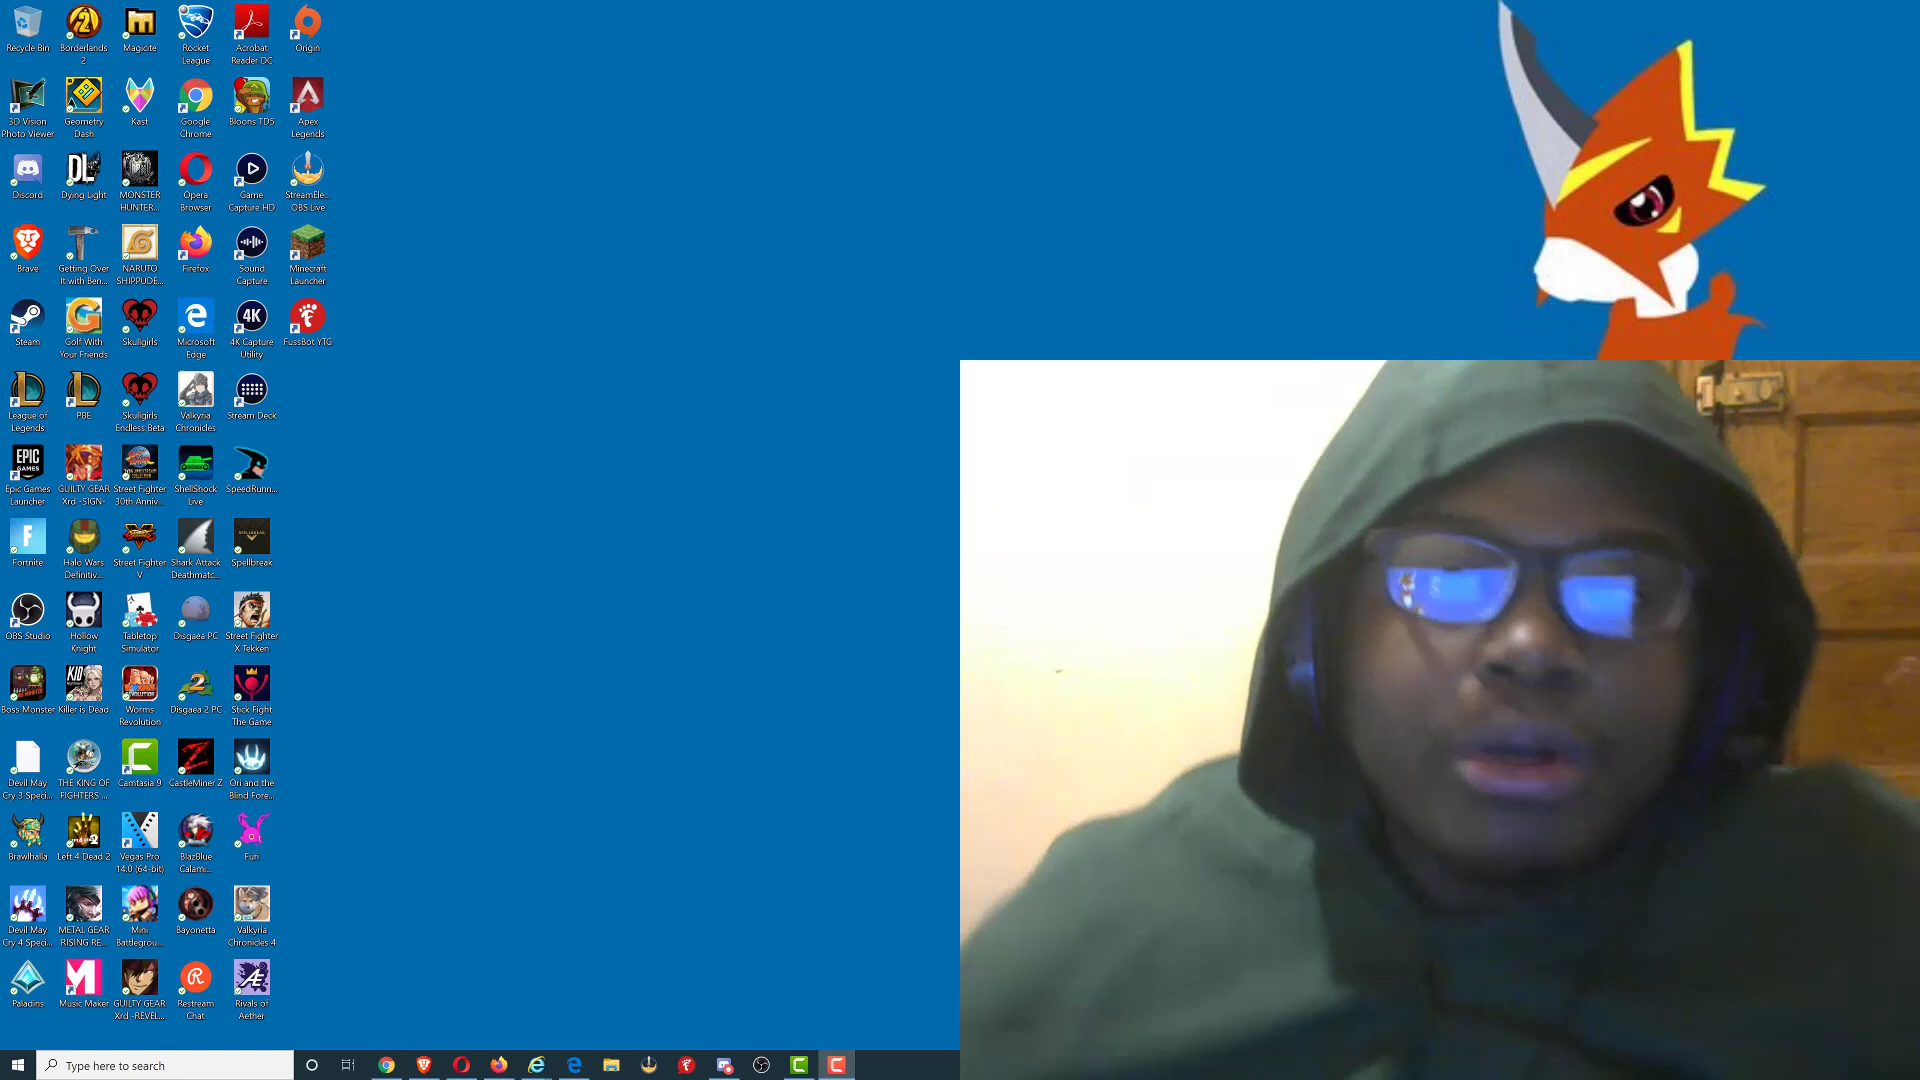 Recycle Bin
Borderlands
2
Magicite
Rocket
League
Acrobat
Reader DC
Origin
3D Vision
Photo Viewer
Geometry
Dash
Kast
Google
Chrome
Bloons TD5
Apex
Legends
Discord
DL
Dying Light
MONSTER
HUNTER...
Opera
Browser
Game
Capture HD
StreamEle...
OBS.Live
Brave
Getting Over
It with Ben...
NARUTO
SHIPPUDE...
Firefox
Sound
Capture
Minecraft
Launcher
Steam
Golf With
Your Friends
Skullgirls
Microsoft
Edge
4K
4K Capture
Utility
FussBot YTG
League of
Legends
PBE
Skullgirls
Endless Beta
Valkyria
Chronicles
Stream Deck
EPIC
GAMES
Epic Games
Launcher
GUILTY GEAR
Xrd -SIGN-
Street Fighter
30th Anniv...
ShellShock
Live
SpeedRunn...
Fortnite
Halo Wars
Definitiv...
Street Fighter
V
Shark Attack
Deathmatc...
Spellbreak
OBS Studio
Hollow
Knight
Tabletop
Simulator
Disgaea PC
Street Fighter
X Tekken
Boss Monster
Killer is Dead
Worms
Revolution
Disgaea 2 PC
Stick Fight
The Game
Devil May
Cry 3 Speci...
THE KING OF
FIGHTERS ...
Camtasia 9
CastleMiner Z
Ori and the
Blind Fore...
Brawlhalla
Left 4 Dead 2
Vegas Pro
14.0 (64-bit)
BlazBlue
Calami...
Furi
Devil May
Cry 4 Speci...
METAL GEAR
RISING RE...
Mini
Battlegrou...
Bayonetta
Valkyria
Chronicles 4
Paladins
Music Maker
GUILTY GEAR
Xrd -REVEL...
Restream
Chat
Rivals of
Aether
Type here to search